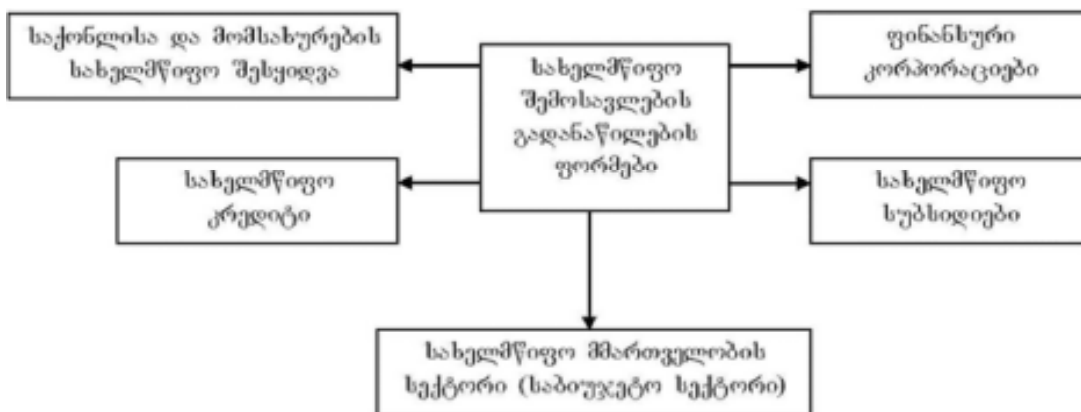 საქონლისა და მომსახურების
სახელმწიფო შესყიდვა
სახელმწიფო
შემოსავლების
გადანაწილების
ფორმები
ფინანსური
კორპორაციები
სახელმწიფო
კრედიტი
სახელმწიფო
სუბსიდიები
სახელმწიფო მმართველობის
სექტორი (საბიუჯეტო სექტორი)